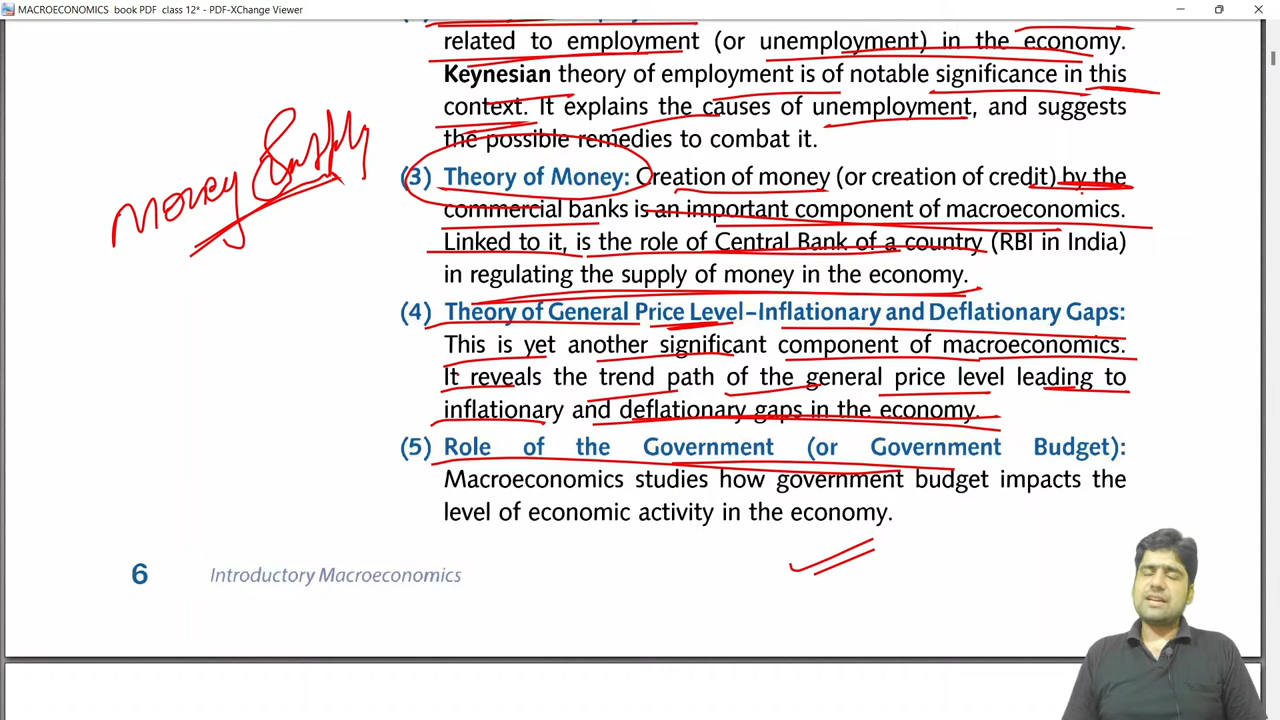 MACROECONOMICS book PDF class 12* - PDF-XChange Viewer
related to employment (or unemployment) in the economy.
Keynesian theory of employment is of notable significance in this
context. It explains the causes of unemployment, and suggests
the possible remedies to combat it.
money Supply
(3) Theory of Money: Creation of money (or creation of credit) by the
commercial banks is an important component of macroeconomics.
Linked to it, is the role of Central Bank of a country (RBI in India)
in regulating the supply of money in the economy.
(4) Theory of General Price Level–Inflationary and Deflationary Gaps:
This is yet another significant component of macroeconomics.
It reveals the trend path of the general price level leading to
inflationary and deflationary gaps in the economy.
(5) Role of the Government (or Government Budget):
Macroeconomics studies how government budget impacts the
level of economic activity in the economy.
6 Introductory Macroeconomics